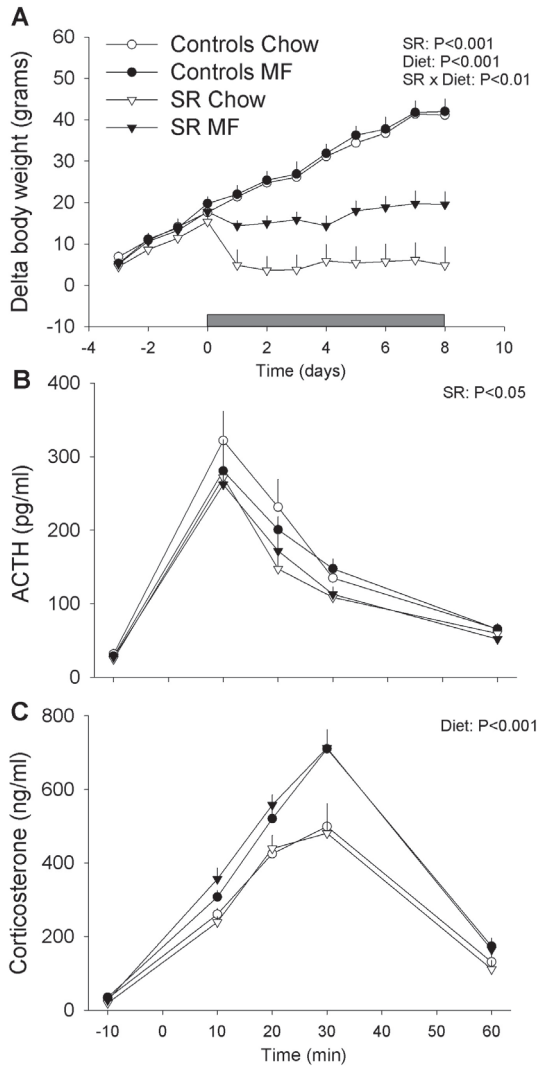 A
60
50
40
30
20
10
0
-10
Delta body weight (grams)
Controls Chow
Controls MF
SR Chow
SR MF
SR: P<0.001
Diet: P<0.001
SR x Diet: P<0.01
-4 -2 0 2 4 6 8 10
Time (days)
B
400
300
200
100
0
ACTH (pg/ml)
SR: P<0.05
C
800
600
400
200
0
Corticosterone (ng/ml)
Diet: P<0.001
-10 0 10 20 30 40 50 60
Time (min)